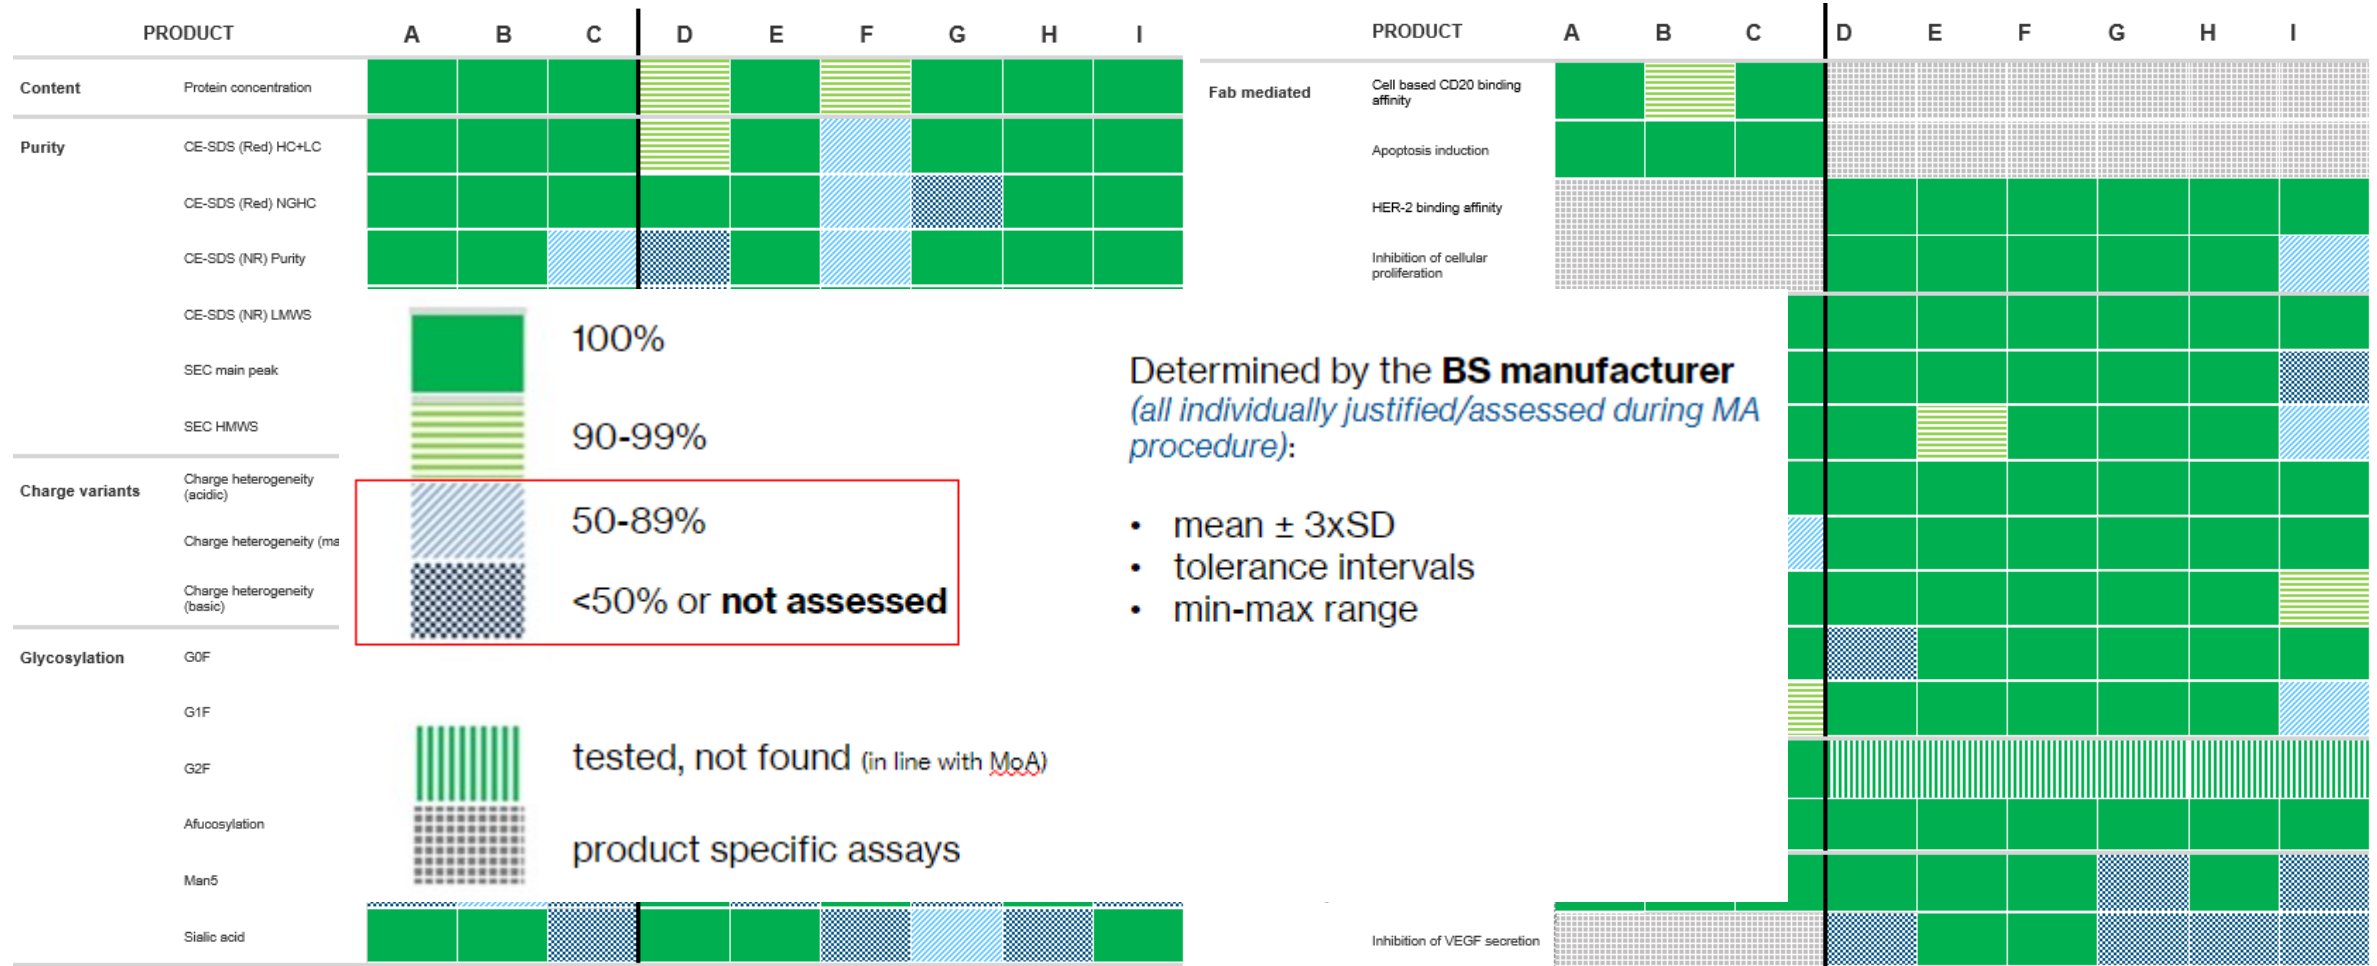 PRODUCT A B C D E F G H I
Content Protein concentration
Purity CE-SDS (Red) HC+LC
CE-SDS (Red) NGHC
CE-SDS (NR) Purity
CE-SDS (NR) LMWS
SEC main peak
SEC HMWS
Charge variants Charge heterogeneity
(acidic)
Charge heterogeneity (ma
Charge heterogeneity
(basic)
Glycosylation G0F
G1F
G2F
Afucosylation
Man5
Sialic acid
100%
90-99%
50-89%
<50% or not assessed
tested, not found (in line with MoA)
product specific assays
Determined by the BS manufacturer
(all individually justified/assessed during MA
procedure):
• mean ± 3xSD
• tolerance intervals
• min-max range
PRODUCT A B C D E F G H I
Fab mediated Cell based CD20 binding
affinity
Apoptosis induction
HER-2 binding affinity
Inhibition of cellular
proliferation
Inhibition of VEGF secretion